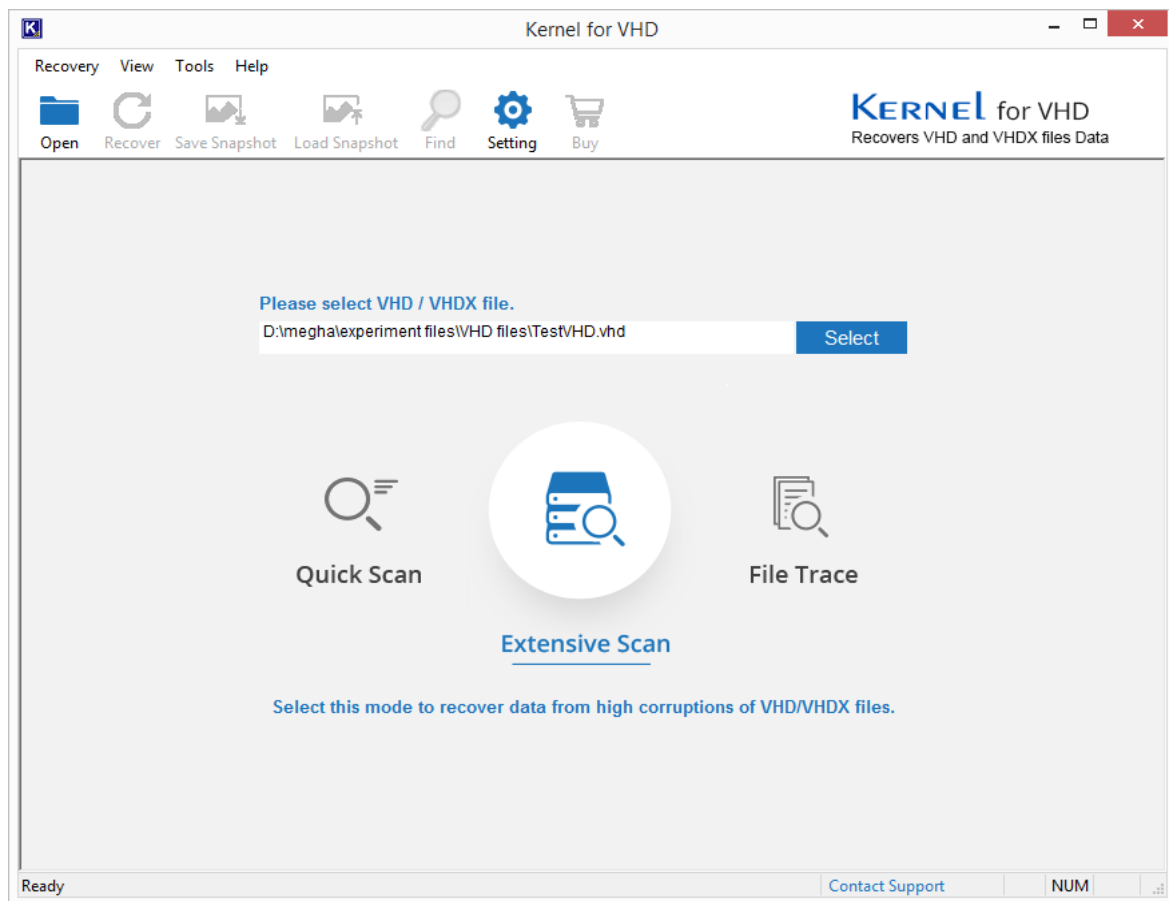 Kernel for VHD
Recovery View Tools Help
Open Recover Save Snapshot Load Snapshot Find Setting Buy
KERNEL for VHD
Recovers VHD and VHDX files Data
Please select VHD / VHDX file.
D:\megha\experiment files\VHD files\TestVHD.vhd Select
Quick Scan
File Trace
Extensive Scan
Select this mode to recover data from high corruptions of VHD/VHDX files.
Ready Contact Support NUM